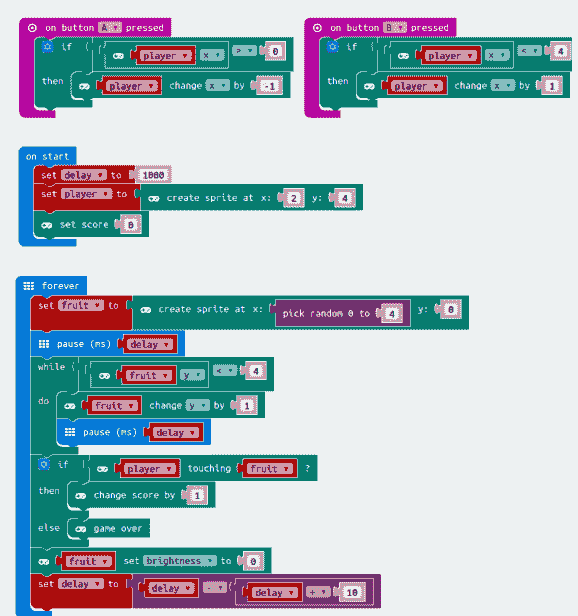 on button A pressed
if player x > 0
then player change x by -1
on button B pressed
if player x < 4
then player change x by 1
on start
set delay to 1000
set player to create sprite at x: 2 y: 4
set score 0
forever
set fruit to create sprite at x: pick random 0 to 4 y: 0
pause (ms) delay
while fruit y < 4
do fruit change y by 1
pause (ms) delay
if player touching fruit ?
then change score by 1
else game over
fruit set brightness to 0
set delay to delay - delay 10